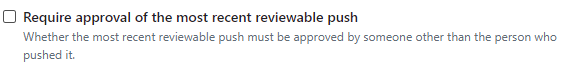 Require approval of the most recent reviewable push
Whether the most recent reviewable push must be approved by someone other than the person who
pushed it.